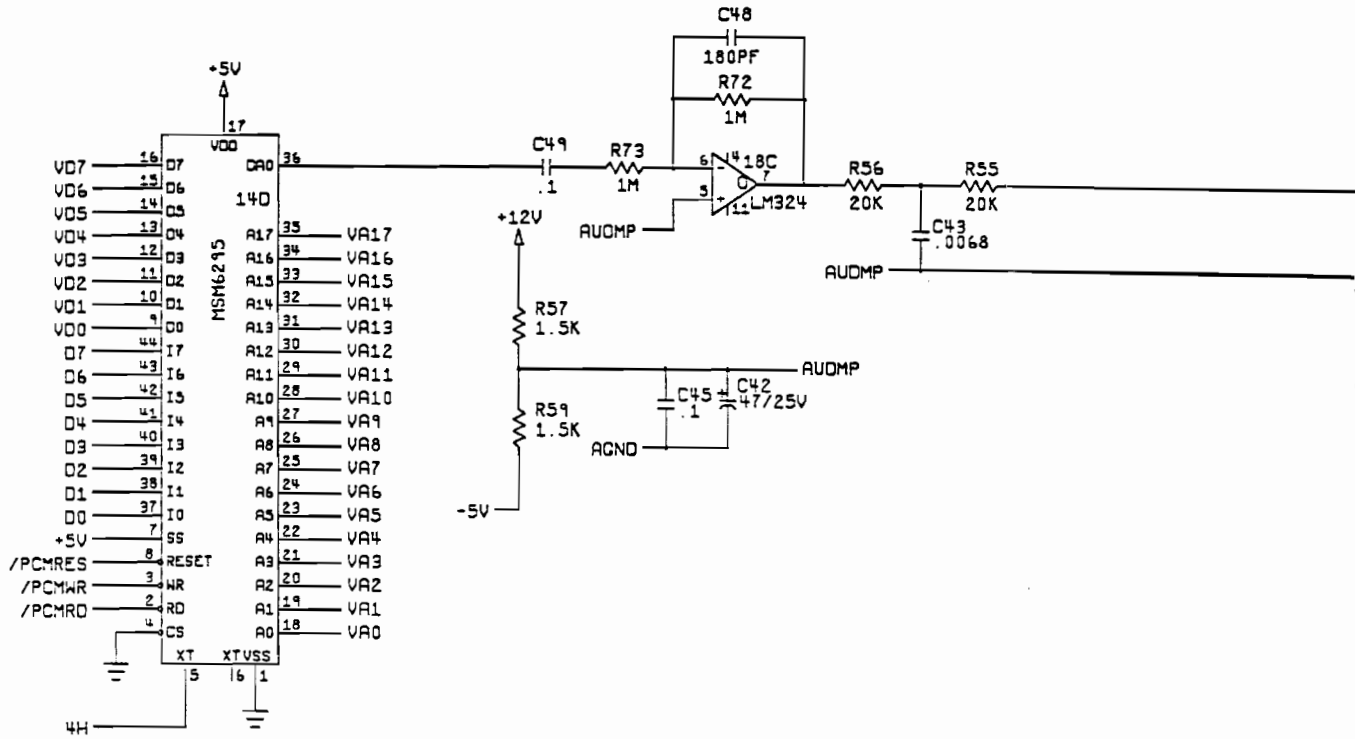 C48
180PF
R72
1M
+5V
17
VDD
MSM6295
14D
VD7 16 D7
VD6 15 D6
VD5 14 D5
VD4 13 D4
VD3 12 D3
VD2 11 D2
VD1 10 D1
VD0 9 D0
D7 44 I7
D6 43 I6
D5 42 I5
D4 41 I4
D3 40 I3
D2 39 I2
D1 38 I1
D0 37 I0
+5V 7 SS
/PCMRES 8 RESET
/PCMWR 3 WR
/PCMRD 2 RD
4 CS
DAO 36
A17 35 VA17
A16 34 VA16
A15 33 VA15
A14 32 VA14
A13 31 VA13
A12 30 VA12
A11 29 VA11
A10 28 VA10
A9 27 VA9
A8 26 VA8
A7 25 VA7
A6 24 VA6
A5 23 VA5
A4 22 VA4
A3 21 VA3
A2 20 VA2
A1 19 VA1
A0 18 VA0
XT XT VSS
5 6 1
4H
C49
.1
R73
1M
6 - 4 18C
5 + O 7
11 LM324
AUDMP
R56
20K
R55
20K
C43
.0068
AUDMP
+12V
R57
1.5K
AUDMP
R59
1.5K
C45
.1
+ C42
47/25V
AGND
-5V